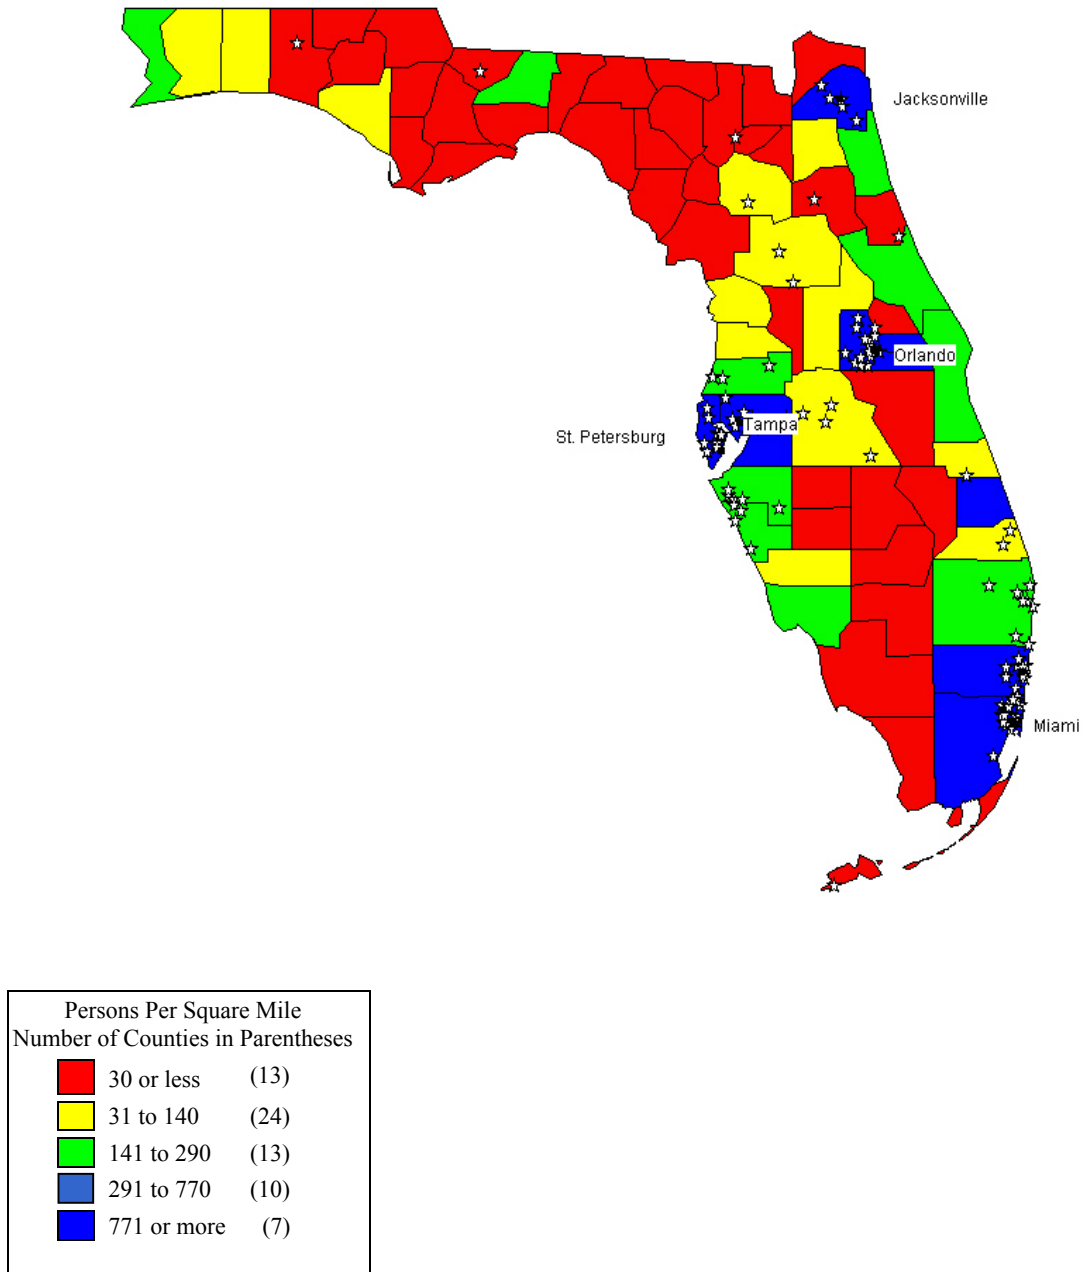 Jacksonville
Orlando
Tampa
St. Petersburg
Miami
Persons Per Square Mile
Number of Counties in Parentheses
30 or less (13)
31 to 140 (24)
141 to 290 (13)
291 to 770 (10)
771 or more (7)